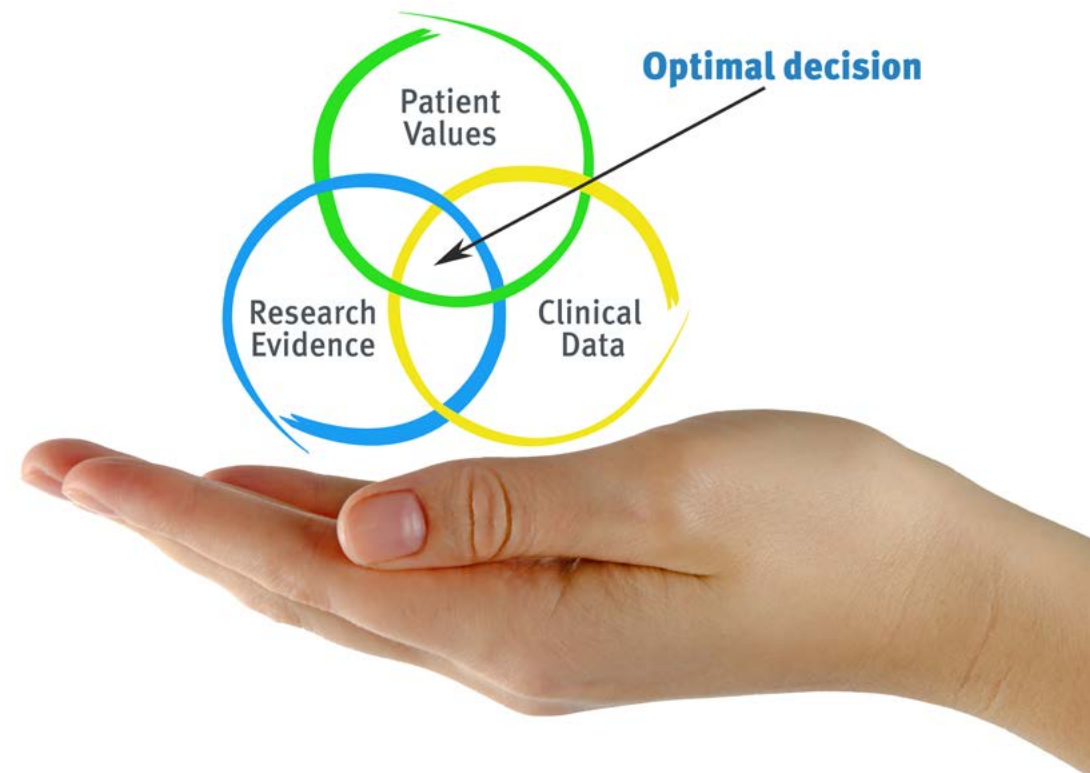 Optimal decision
Patient
Values
Research
Evidence
Clinical
Data